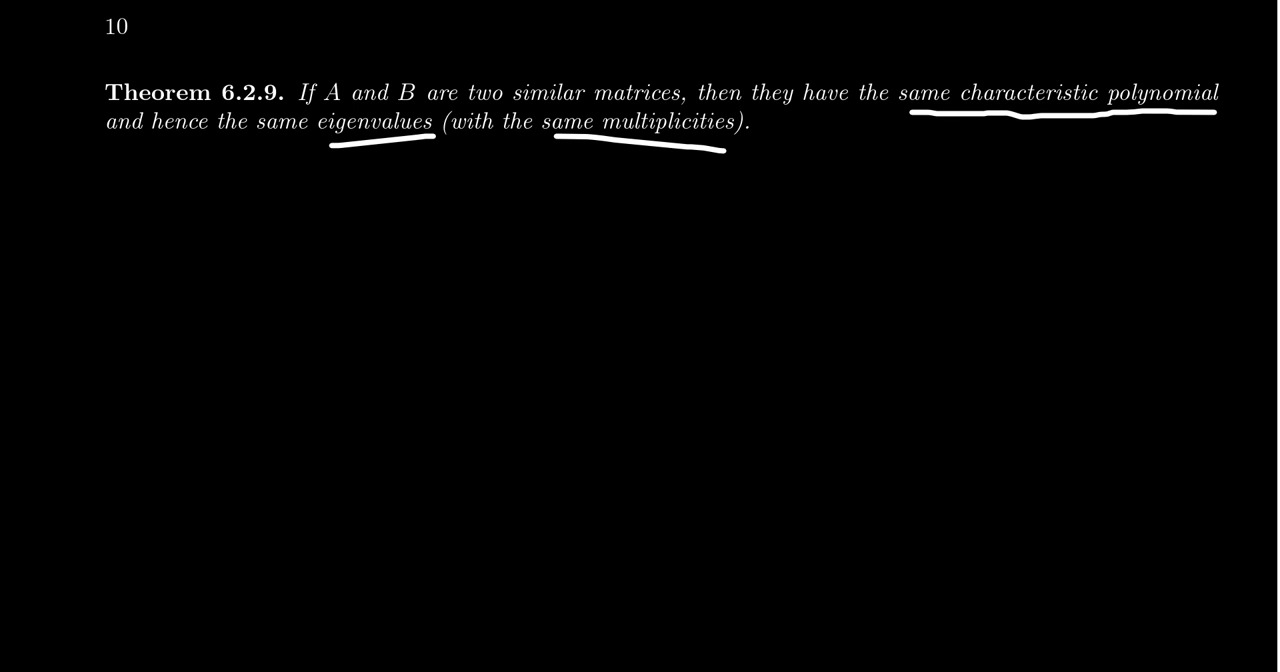 10
Theorem 6.2.9. If A and B are two similar matrices, then they have the same characteristic polynomial
and hence the same eigenvalues (with the same multiplicities).